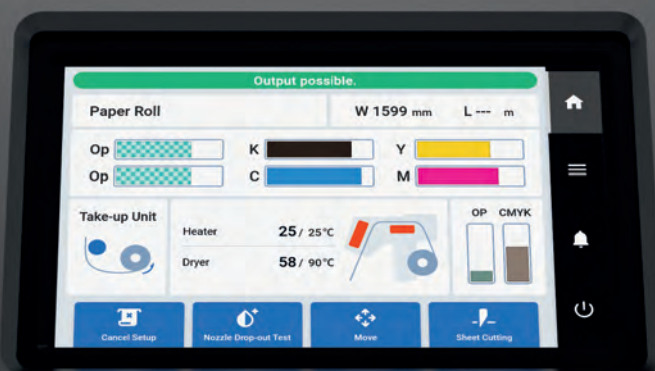 Output possible.
Paper Roll W 1599 mm L --- m
Op K Y
Op C M
Take-up Unit
Heater 25 / 25°C
Dryer 58 / 90°C
OP CMYK
Cancel Setup
Nozzle Drop-out Test
Move
Sheet Cutting